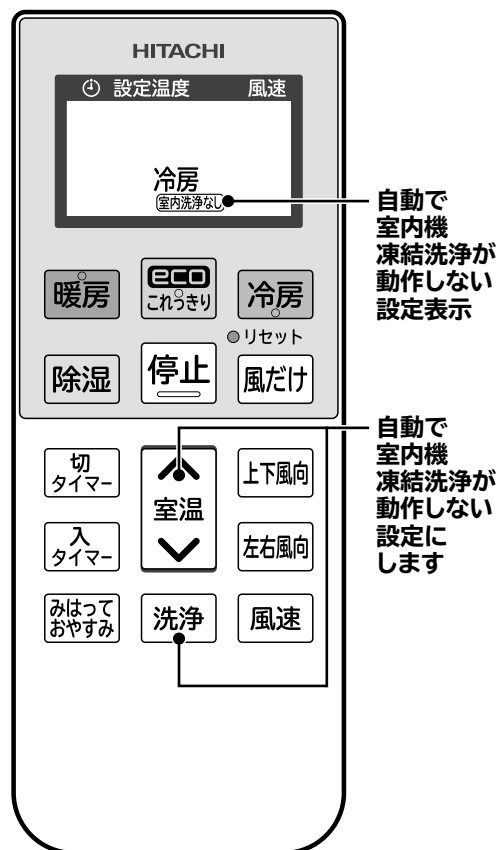 HITACHI
設定温度 風速
冷房
室内洗浄なし
自動で
室内機
凍結洗浄が
動作しない
設定表示
暖房
eco
これっきり
冷房
リセット
除湿
停止
風だけ
自動で
室内機
凍結洗浄が
動作しない
設定に
します
切
タイマー
室温
上下風向
入
タイマー
左右風向
みはって
おやすみ
洗浄
風速